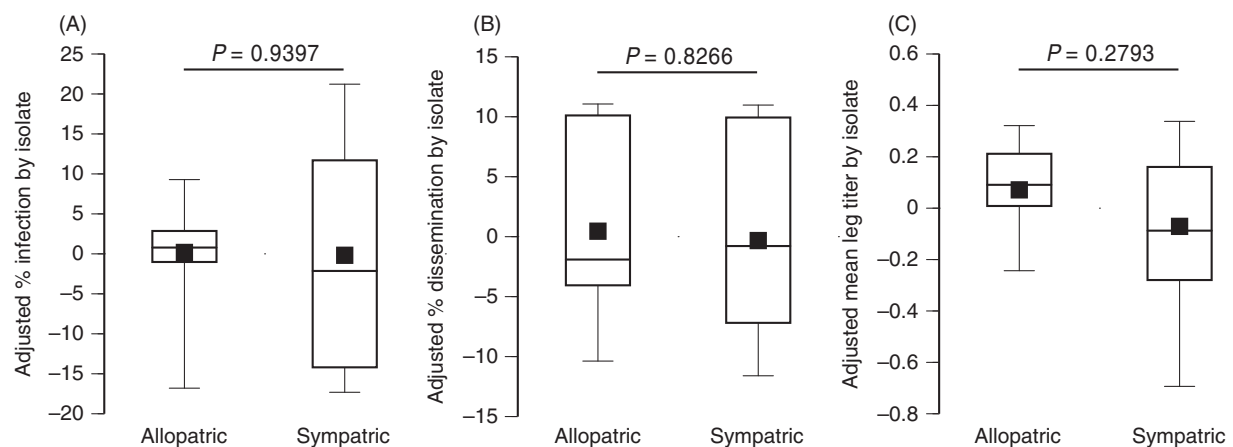 (A)
P = 0.9397
Adjusted % infection by isolate
25
20
15
10
5
0
–5
–10
–15
–20
Allopatric Sympatric
(B)
P = 0.8266
Adjusted % dissemination by isolate
15
10
5
0
–5
–10
–15
Allopatric Sympatric
(C)
P = 0.2793
Adjusted mean leg titer by isolate
0.6
0.4
0.2
0
–0.2
–0.4
–0.6
–0.8
Allopatric Sympatric